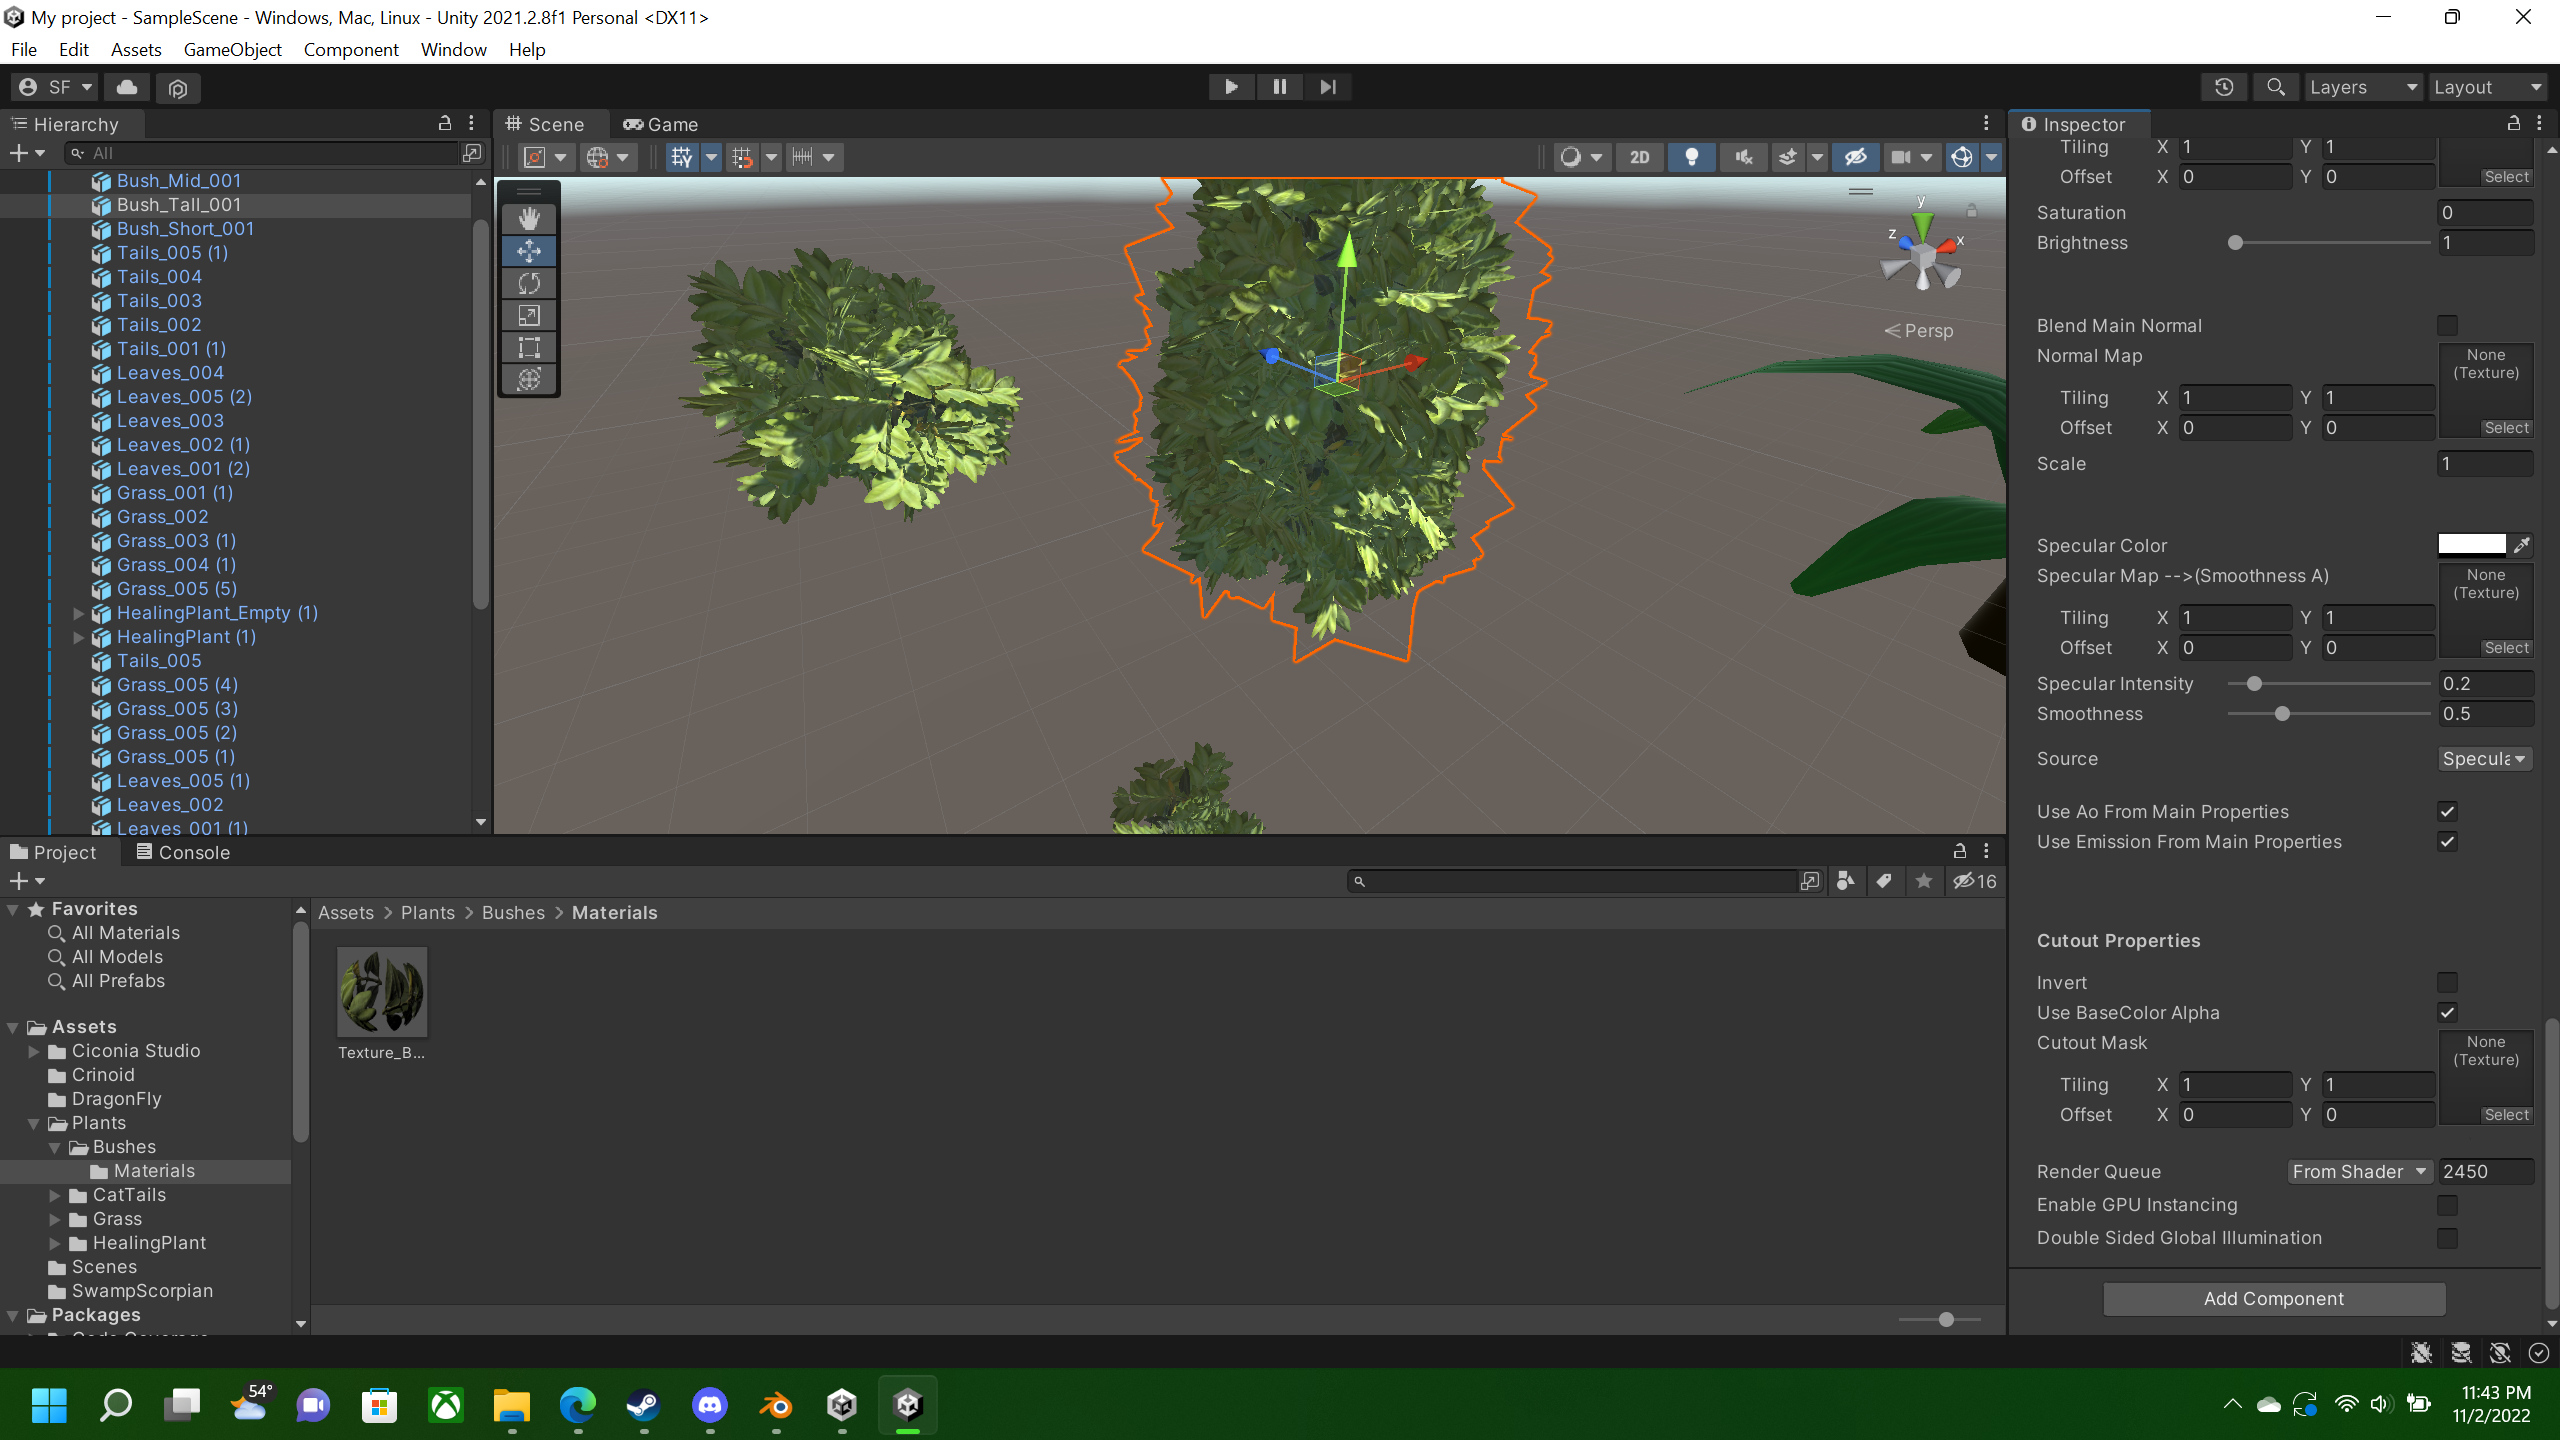 My project - SampleScene - Windows, Mac, Linux - Unity 2021.2.8f1 Personal <DX11>
File Edit Assets GameObject Component Window Help
SF
Layers
Layout
Hierarchy
All
Bush_Mid_001
Bush_Tall_001
Bush_Short_001
Tails_005 (1)
Tails_004
Tails_003
Tails_002
Tails_001 (1)
Leaves_004
Leaves_005 (2)
Leaves_003
Leaves_002 (1)
Leaves_001 (2)
Grass_001 (1)
Grass_002
Grass_003 (1)
Grass_004 (1)
Grass_005 (5)
HealingPlant_Empty (1)
HealingPlant (1)
Tails_005
Grass_005 (4)
Grass_005 (3)
Grass_005 (2)
Grass_005 (1)
Leaves_005 (1)
Leaves_002
Leaves_001 (1)
Scene
Game
2D
y
z
x
Persp
Inspector
Tiling X 1 Y 1
Offset X 0 Y 0
Select
Saturation 0
Brightness 1
Blend Main Normal
Normal Map
None
(Texture)
Tiling X 1 Y 1
Offset X 0 Y 0
Select
Scale 1
Specular Color
Specular Map -->(Smoothness A)
None
(Texture)
Tiling X 1 Y 1
Offset X 0 Y 0
Select
Specular Intensity 0.2
Smoothness 0.5
Source Specula
Use Ao From Main Properties
Use Emission From Main Properties
Cutout Properties
Invert
Use BaseColor Alpha
Cutout Mask
None
(Texture)
Tiling X 1 Y 1
Offset X 0 Y 0
Select
Render Queue From Shader 2450
Enable GPU Instancing
Double Sided Global Illumination
Add Component
Project
Console
16
Favorites
All Materials
All Models
All Prefabs
Assets
Ciconia Studio
Crinoid
DragonFly
Plants
Bushes
Materials
CatTails
Grass
HealingPlant
Scenes
SwampScorpian
Packages
Assets > Plants > Bushes > Materials
Texture_B...
54°
11:43 PM
11/2/2022